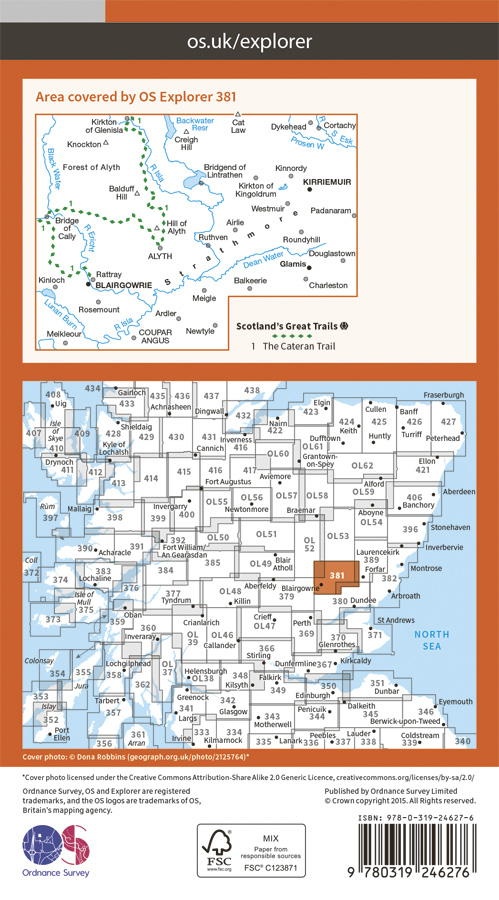 os.uk/explorer
Area covered by OS Explorer 381
Kirkton
of Glenisla
1
Backwater
Resr
Cat
Law
Dykehead
Cortachy
Knockton
Creigh
Hill
Prosen W
S Esk
Black Water
Forest of Alyth
R Isla
Bridgend of
Lintrathen
Kinnordy
Kirkton of
Kingoldrum
KIRRIEMUIR
Balduff
Hill
Westmuir
Padanaram
1
1
Bridge
of Cally
1
Hill of
Alyth
Airlie
Ruthven
Strathmore
Roundyhill
R Ericht
ALYTH
Dean Water
Douglastown
Glamis
Rattray
Kinloch
1
BLAIRGOWRIE
Balkeerie
Charleston
Meigle
Lunan Burn
Rosemount
Ardler
R Isla
Newtyle
Meikleour
COUPAR
ANGUS
Scotland's Great Trails
1 The Cateran Trail
408
Uig
434
Gairloch
433
435
436
Achnasheen
437
Dingwall
438
432
Nairn
422
Elgin
423
Cullen
Banff
Fraserburgh
407
Isle
of
Skye
409
410
428
Shieldaig
429
430
431
Inverness
416
417
424
Keith
425
Huntly
426
Turriff
427
Peterhead
Kyle of
Lochalsh
Cannich
Dufftown
OL61
Grantown-
on-Spey
Drynoch
411
412
413
414
415
416
OL60
OL62
Ellon
421
Fort Augustus
Aviemore
Alford
OL59
Aberdeen
Rùm
397
Mallaig
398
Invergarry
399
400
OL55
OL56
Newtonmore
OL57
OL58
Braemar
Aboyne
OL54
406
Banchory
396
Stonehaven
390
Acharacle
391
392
Fort William/
An Gearasdan
OL50
OL51
OL
52
OL53
Laurencekirk
Inverbervie
Coll
372
383
Lochaline
384
385
OL49
Blair
Atholl
381
389
Forfar
382
Montrose
374
376
Isle of
Mull
375
377
Tyndrum
OL48
Killin
Aberfeldy
379
Blairgowrie
380
Dundee
Arbroath
373
Oban
359
360
Inveraray
Crianlarich
OL
39
OL46
Callander
Crieff
OL47
Perth
369
370
Glenrothes
St Andrews
371
NORTH
SEA
Colonsay
354
355
Jura
358
Lochgilphead
362
OL
37
Helensburgh
OL38
348
Kilsyth
366
Stirling
Dunfermline
367
Kirkcaldy
Falkirk
349
350
Edinburgh
351
Dunbar
353
Islay
352
Port
Ellen
Tarbert
357
356
361
Arran
Greenock
341
Largs
342
Glasgow
343
Motherwell
344
Penicuik
Dalkeith
345
346
Eyemouth
Berwick-upon-Tweed
Irvine
333
334
Kilmarnock
335
Lanark
336
Peebles
337
338
Lauder
Coldstream
339
340
Cover photo: © Dona Robbins (geograph.org.uk/photo/2125764)*
*Cover photo licensed under the Creative Commons Attribution-Share Alike 2.0 Generic Licence, creativecommons.org/licenses/by-sa/2.0/
Ordnance Survey, OS and Explorer are registered
trademarks, and the OS logos are trademarks of OS,
Britain's mapping agency.
Published by Ordnance Survey Limited
© Crown copyright 2015. All Rights reserved.
OS
Ordnance Survey
FSC
www.fsc.org
MIX
Paper from
responsible sources
FSC® C123871
ISBN: 978-0-319-24627-6
9 780319 246276